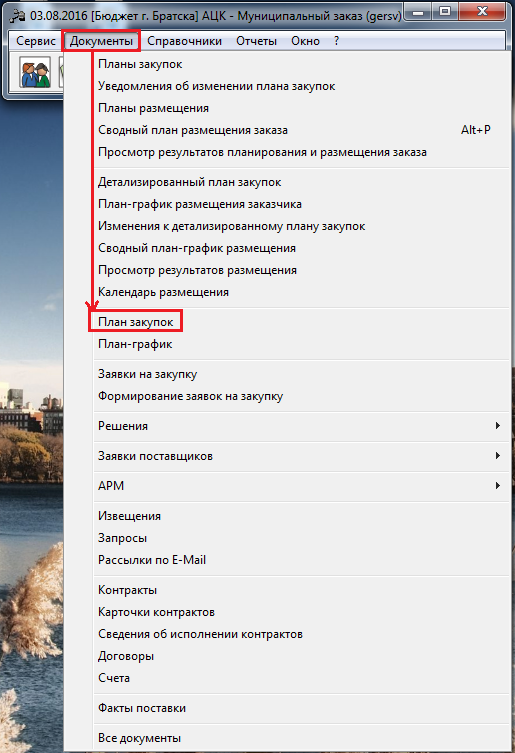 03.08.2016 [Бюджет г. Братска] АЦК - Муниципальный заказ (gersv)
Сервис Документы Справочники Отчеты Окно ?
Планы закупок
Уведомления об изменении плана закупок
Планы размещения
Сводный план размещения заказа Alt+P
Просмотр результатов планирования и размещения заказа
Детализированный план закупок
План-график размещения заказчика
Изменения к детализированному плану закупок
Сводный план-график размещения
Просмотр результатов размещения
Календарь размещения
План закупок
План-график
Заявки на закупку
Формирование заявок на закупку
Решения
Заявки поставщиков
АРМ
Извещения
Запросы
Рассылки по E-Mail
Контракты
Карточки контрактов
Сведения об исполнении контрактов
Договоры
Счета
Факты поставки
Все документы